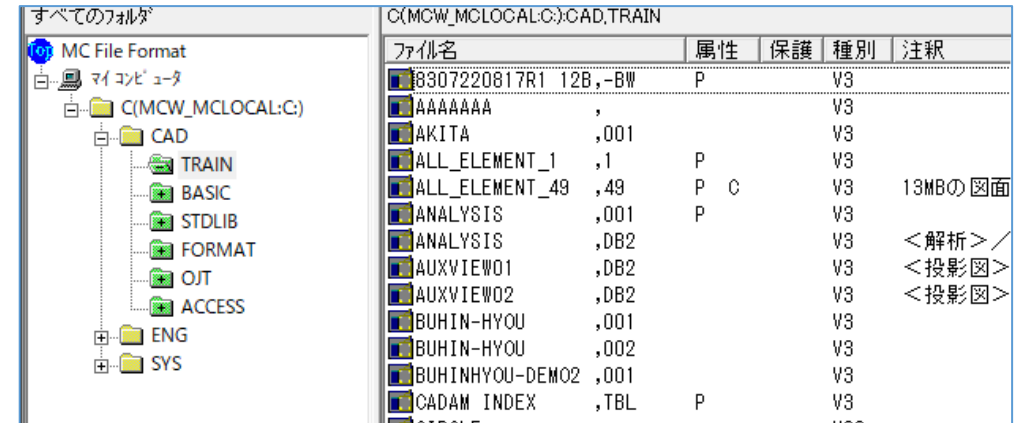 すべてのフォルダ
MC File Format
マイ コンピュータ
C(MCW_MCLOCAL:C:)
CAD
TRAIN
BASIC
STDLIB
FORMAT
OJT
ACCESS
ENG
SYS
C(MCW_MCLOCAL:C:):CAD,TRAIN
ファイル名 属性 保護 種別 注釈
8307220817R1 12B,-BW P V3
AAAAAAA , V3
AKITA ,001 V3
ALL_ELEMENT_1 ,1 P V3
ALL_ELEMENT_49 ,49 P C V3 13MBの図面
ANALYSIS ,001 P V3
ANALYSIS ,DB2 V3 <解析>/
AUXVIEW01 ,DB2 V3 <投影図>
AUXVIEW02 ,DB2 V3 <投影図>
BUHIN-HYOU ,001 V3
BUHIN-HYOU ,002 V3
BUHINHYOU-DEMO2 ,001 V3
CADAM INDEX ,TBL P V3